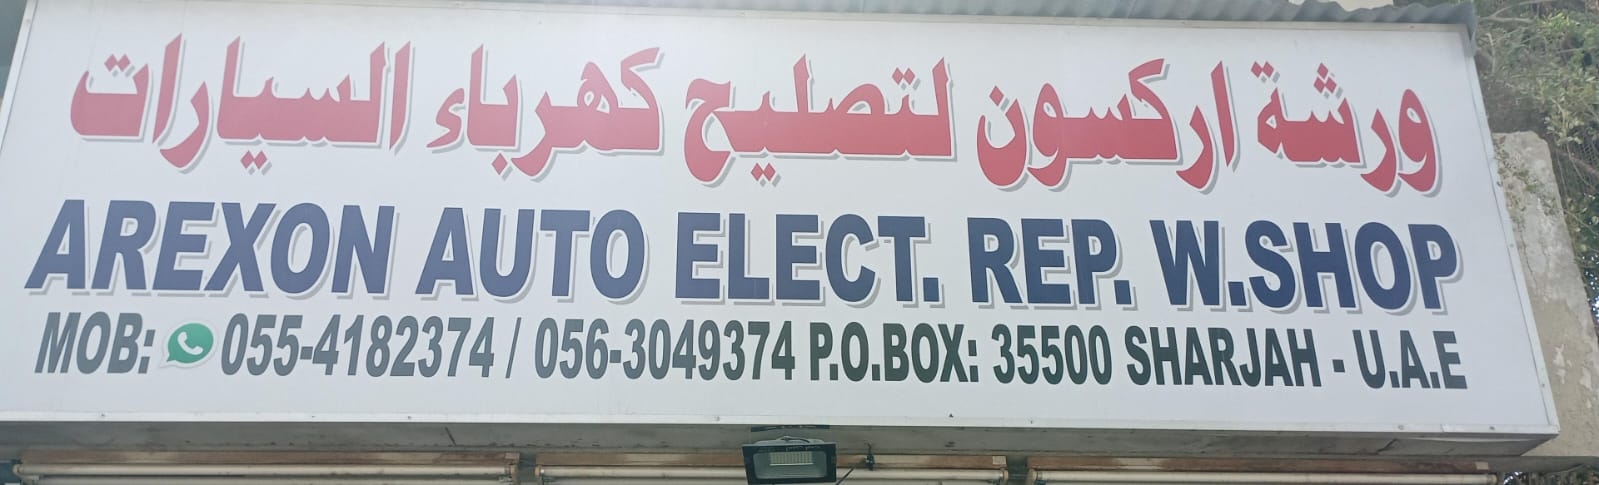 ورشة اركسون لتصليح كهرباء السيارات
AREXON AUTO ELECT. REP. W.SHOP
MOB: 055-4182374 / 056-3049374 P.O.BOX: 35500 SHARJAH - U.A.E